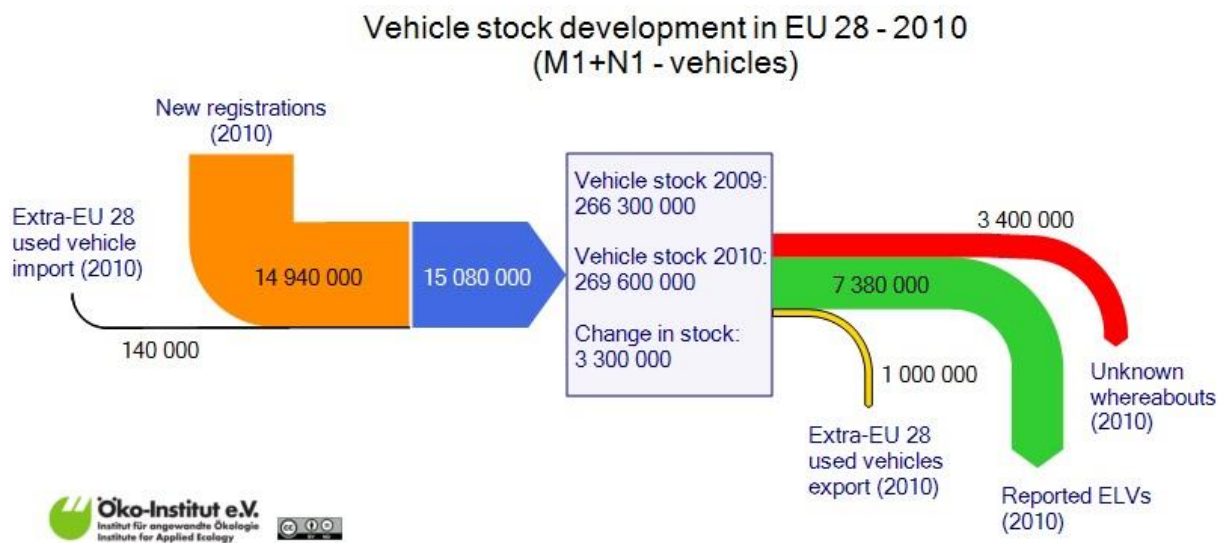 Vehicle stock development in EU 28 - 2010
(M1+N1 - vehicles)
New registrations
(2010)
Extra-EU 28
used vehicle
import (2010)
14 940 000
140 000
15 080 000
Vehicle stock 2009:
266 300 000
Vehicle stock 2010:
269 600 000
Change in stock:
3 300 000
3 400 000
7 380 000
1 000 000
Unknown
whereabouts
(2010)
Extra-EU 28
used vehicles
export (2010)
Reported ELVs
(2010)
Öko-Institut e.V.
Institut für angewandte Ökologie
Institute for Applied Ecology
cc
BY ND